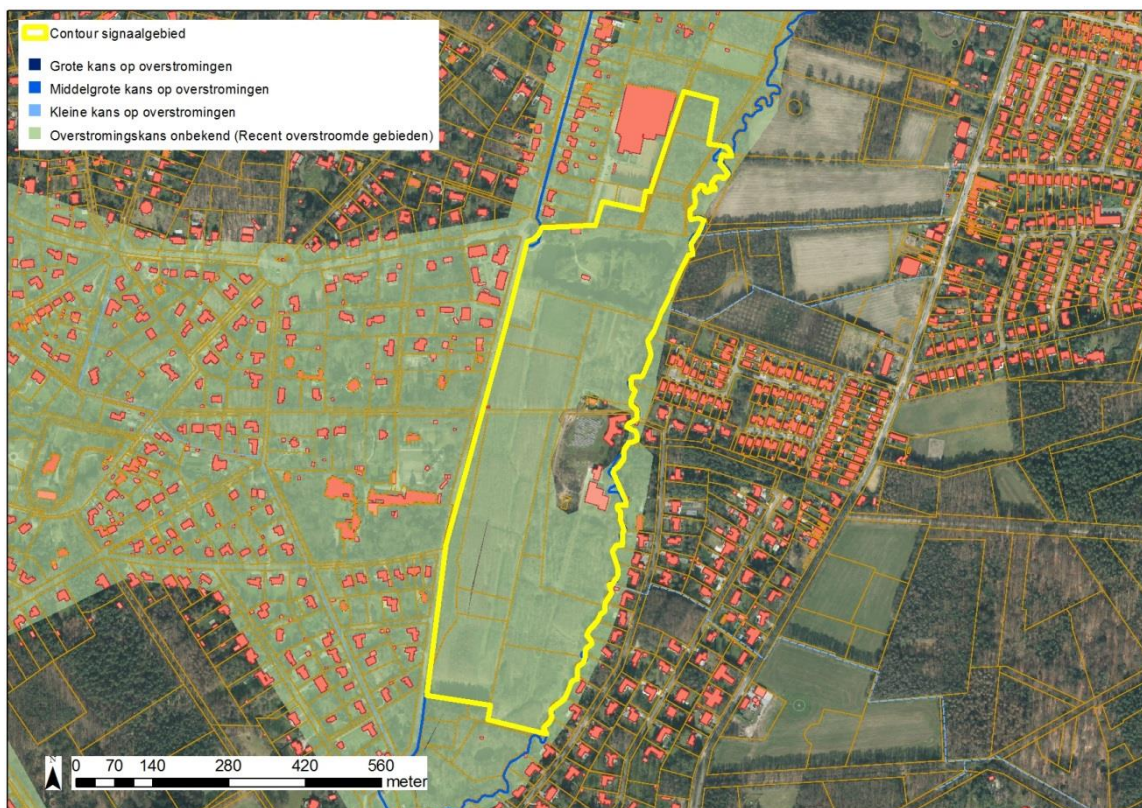 Contour signaalgebied
Grote kans op overstromingen
Middelgrote kans op overstromingen
Kleine kans op overstromingen
Overstromingskans onbekend (Recent overstroomde gebieden)
N
0 70 140 280 420 560
meter